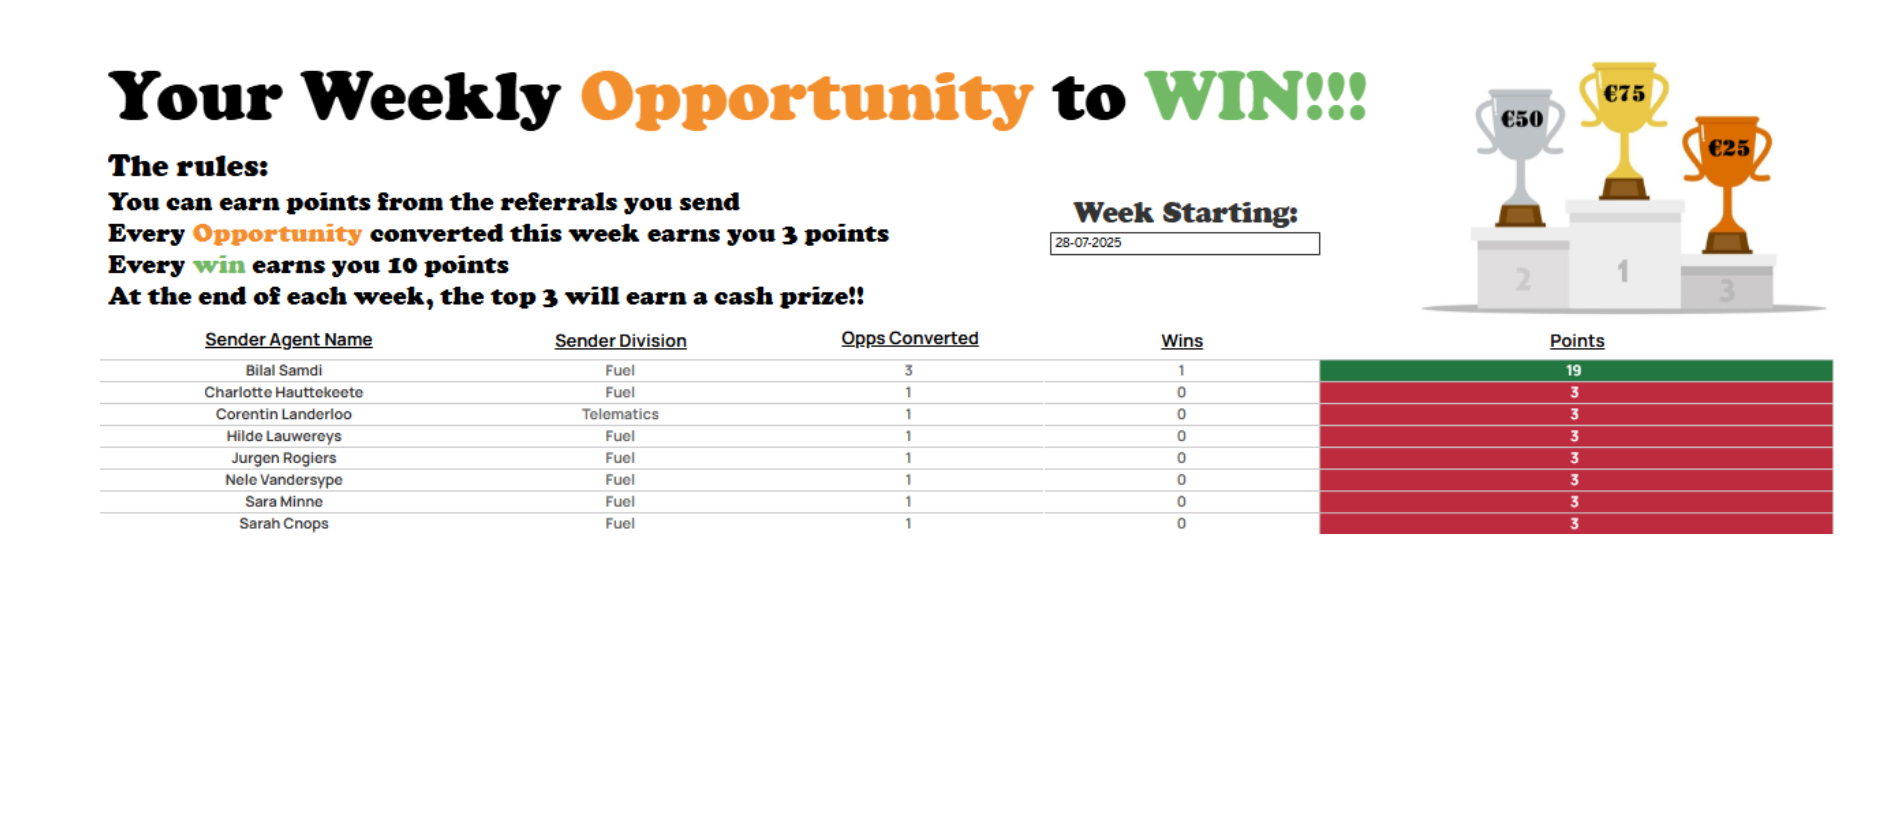 Your Weekly Opportunity to WIN!!!
€50
€75
€25
The rules:
You can earn points from the referrals you send
Every Opportunity converted this week earns you 3 points
Every win earns you 10 points
At the end of each week, the top 3 will earn a cash prize!!
Week Starting:
28-07-2025
2
1
3
Sender Agent Name Sender Division Opps Converted Wins Points
Bilal Samdi Fuel 3 1 19
Charlotte Hauttekeete Fuel 1 0 3
Corentin Landerloo Telematics 1 0 3
Hilde Lauwereys Fuel 1 0 3
Jurgen Rogiers Fuel 1 0 3
Nele Vandersype Fuel 1 0 3
Sara Minne Fuel 1 0 3
Sarah Cnops Fuel 1 0 3